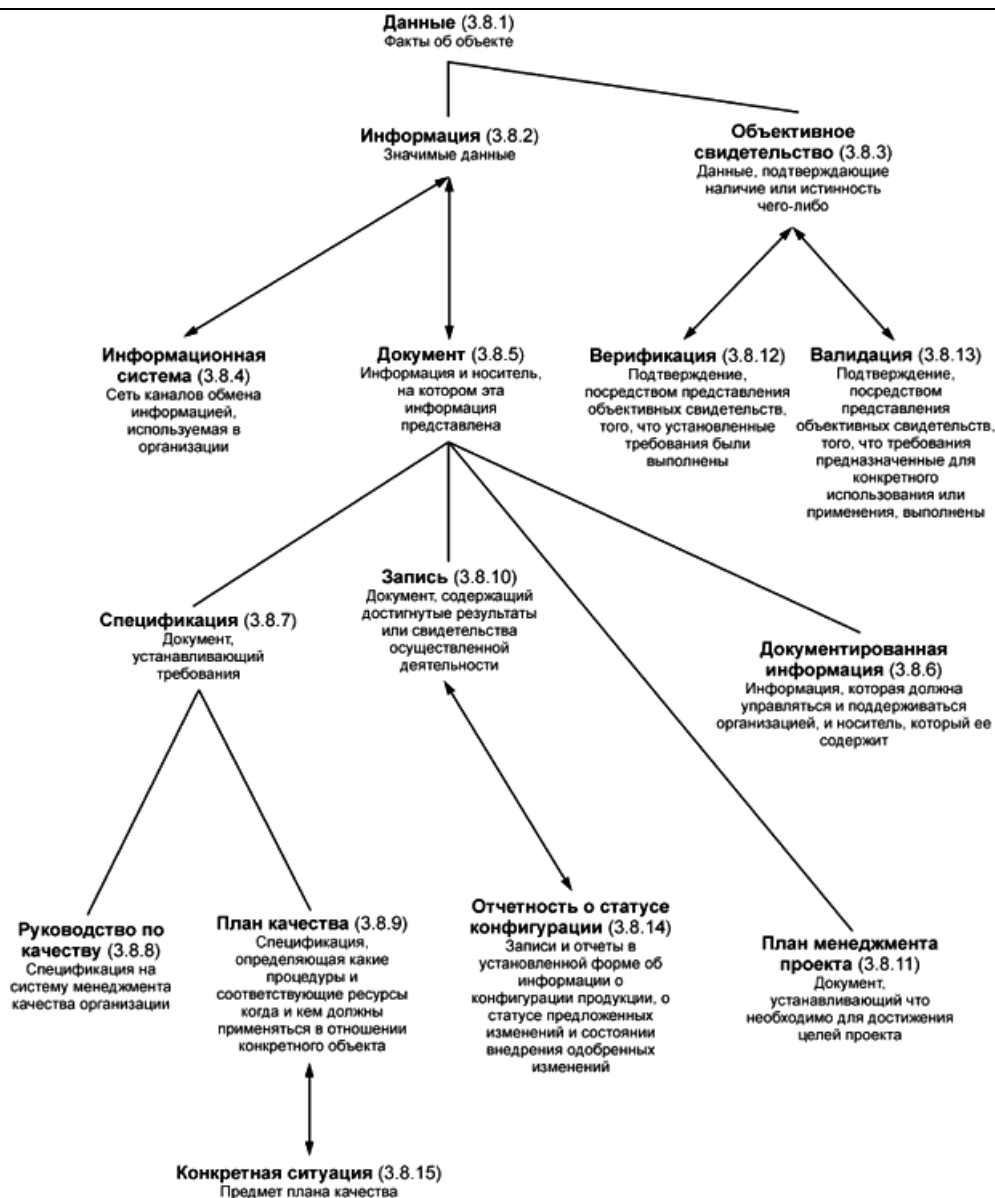 Данные (3.8.1)
Факты об объекте
Информация (3.8.2)
Значимые данные
Объективное
свидетельство (3.8.3)
Данные, подтверждающие
наличие или истинность
чего-либо
Информационная
система (3.8.4)
Сеть каналов обмена
информацией,
используемая в
организации
Документ (3.8.5)
Информация и носитель,
на котором эта
информация
представлена
Верификация (3.8.12)
Подтверждение,
посредством представления
объективных свидетельств,
того, что установленные
требования были
выполнены
Валидация (3.8.13)
Подтверждение,
посредством
представления
объективных свидетельств,
того, что требования
предназначенные для
конкретного
использования или
применения, выполнены
Спецификация (3.8.7)
Документ,
устанавливающий
требования
Запись (3.8.10)
Документ, содержащий
достигнутые результаты
или свидетельства
осуществленной
деятельности
Документированная
информация (3.8.6)
Информация, которая должна
управляться и поддерживаться
организацией, и носитель, который ее
содержит
Руководство по
качеству (3.8.8)
Спецификация на
систему менеджмента
качества организации
План качества (3.8.9)
Спецификация,
определяющая какие
процедуры и
соответствующие ресурсы
когда и кем должны
применяться в отношении
конкретного объекта
Отчетность о статусе
конфигурации (3.8.14)
Записи и отчеты в
установленной форме об
информации о
конфигурации продукции, о
статусе предложенных
изменений и состоянии
внедрения одобренных
изменений
План менеджмента
проекта (3.8.11)
Документ,
устанавливающий что
необходимо для достижения
целей проекта
Конкретная ситуация (3.8.15)
Предмет плана качества